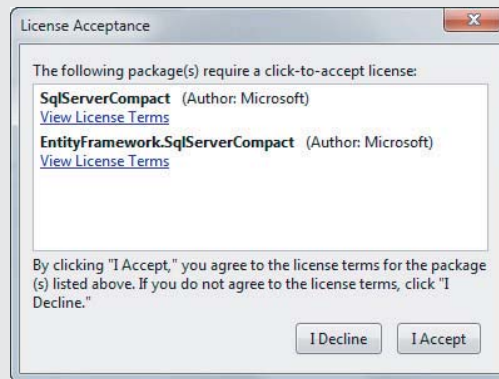 License Acceptance
The following package(s) require a click-to-accept license:
SqlServerCompact (Author: Microsoft)
View License Terms
EntityFramework.SqlServerCompact (Author: Microsoft)
View License Terms
By clicking "I Accept," you agree to the license terms for the package
(s) listed above. If you do not agree to the license terms, click "I
Decline."
I Decline I Accept